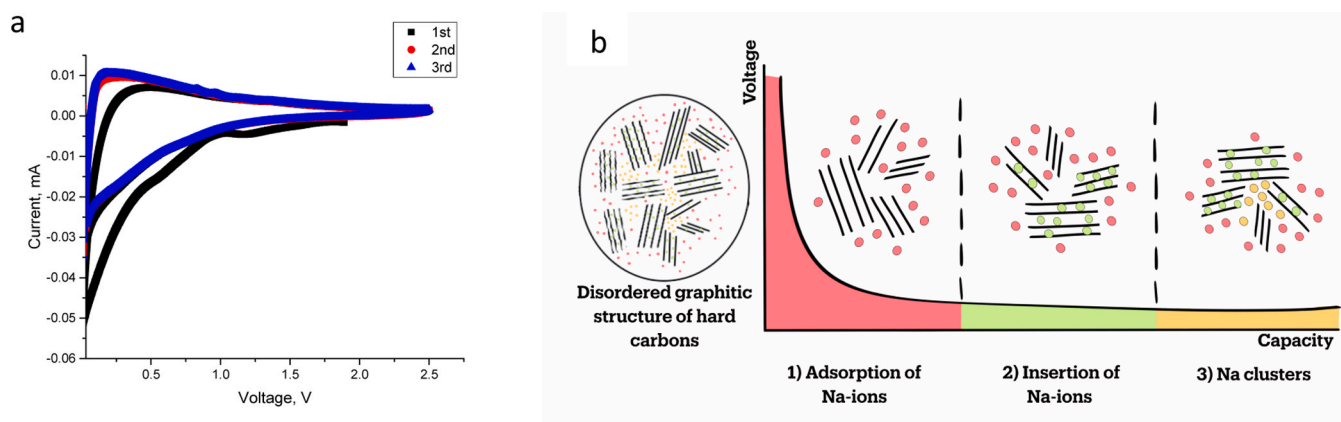 a
1st
2nd
3rd
0.01
0.00
-0.01
-0.02
-0.03
-0.04
-0.05
-0.06
Current, mA
0.5
1.0
1.5
2.0
2.5
Voltage, V
b
Disordered graphitic
structure of hard
carbons
Voltage
Capacity
1) Adsorption of
Na-ions
2) Insertion of
Na-ions
3) Na clusters